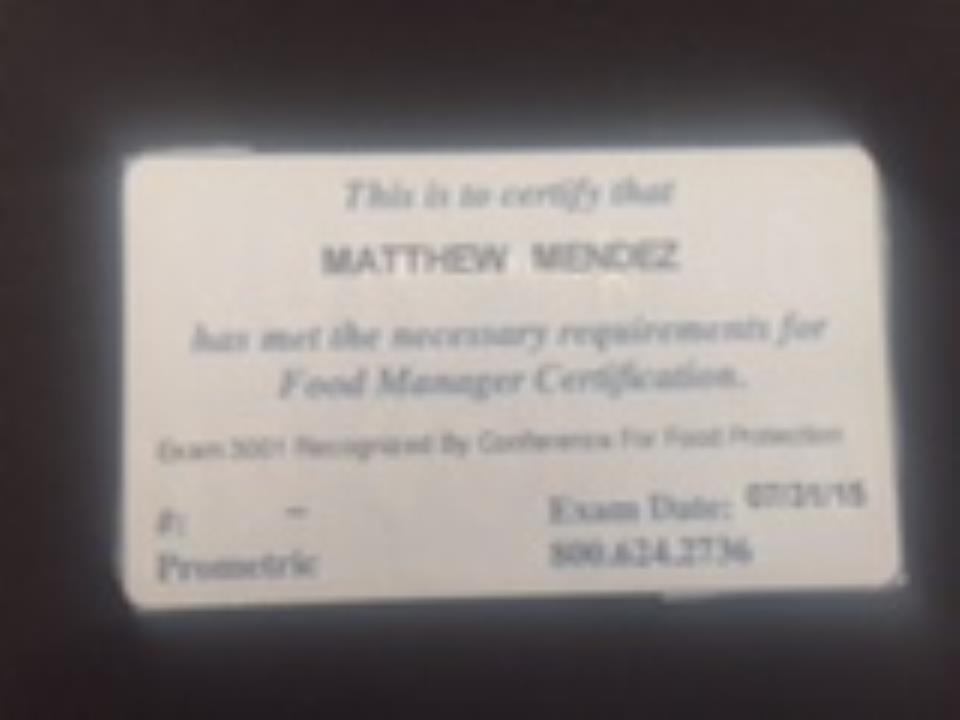 This is to certify that
MATTHEW MENDEZ
has met the necessary requirements for
Food Manager Certification.
Exam 3001 Recognized By Conference For Food Protection
#: –
Exam Date:
Prometric
800.624.2736